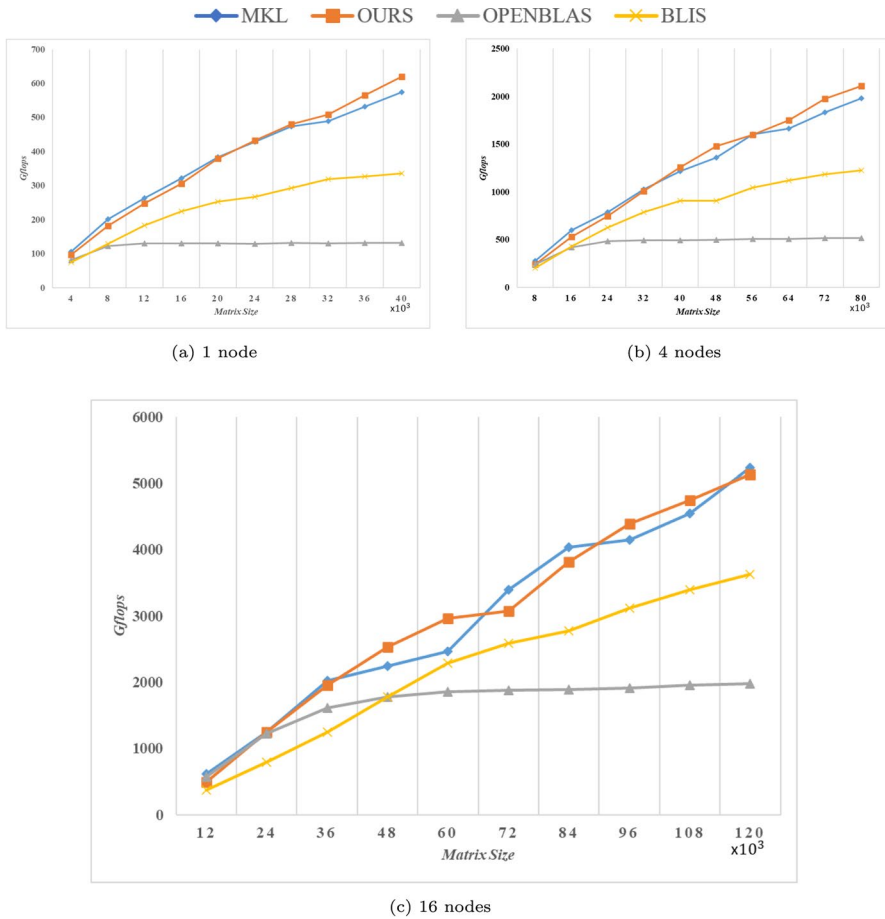 MKL OURS OPENBLAS BLIS
700
600
500
400
300
200
100
0
Gflops
4 8 12 16 20 24 28 32 36 40
Matrix Size
x10³
(a) 1 node
2500
2000
1500
1000
500
0
Gflops
8 16 24 32 40 48 56 64 72 80
Matrix Size
x10³
(b) 4 nodes
6000
5000
4000
3000
2000
1000
0
Gflops
12 24 36 48 60 72 84 96 108 120
Matrix Size
x10³
(c) 16 nodes